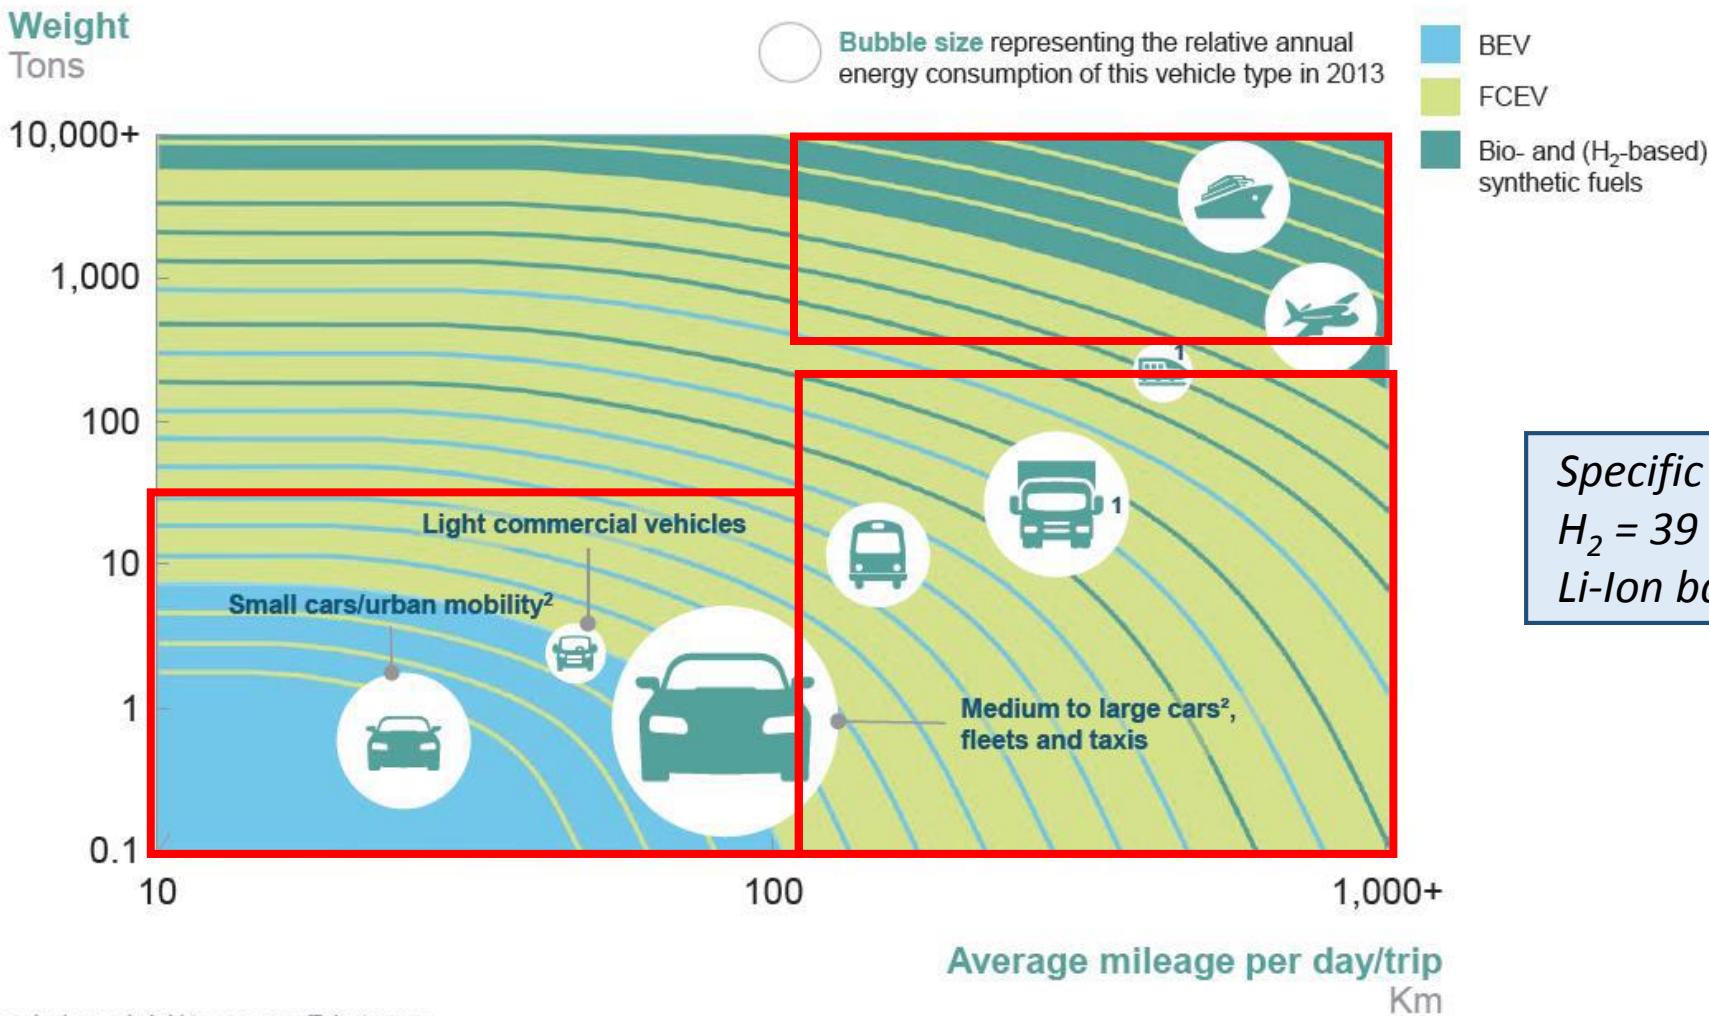 Weight
Tons
Bubble size representing the relative annual
energy consumption of this vehicle type in 2013
BEV
FCEV
Bio- and (H₂-based)
synthetic fuels
10,000+
1,000
100
10
1
0.1
1
1
Light commercial vehicles
Small cars/urban mobility²
Medium to large cars²,
fleets and taxis
Specific
H₂ = 39
Li-Ion
10
100
1,000+
Average mileage per day/trip
Km